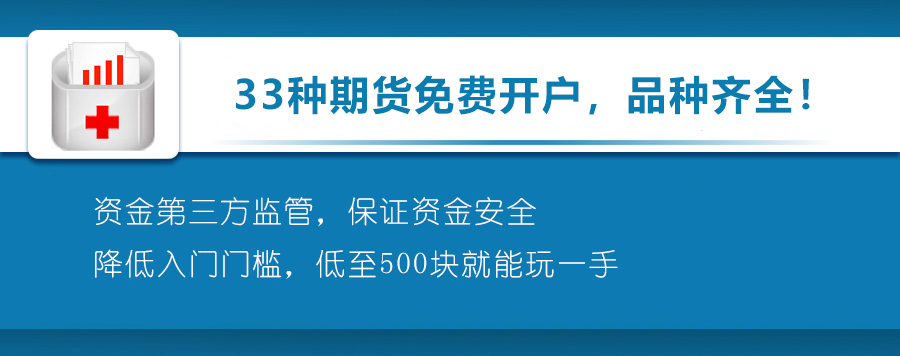 33种期货免费开户，品种齐全！
资金第三方监管，保证资金安全
降低入门门槛，低至500块就能玩一手